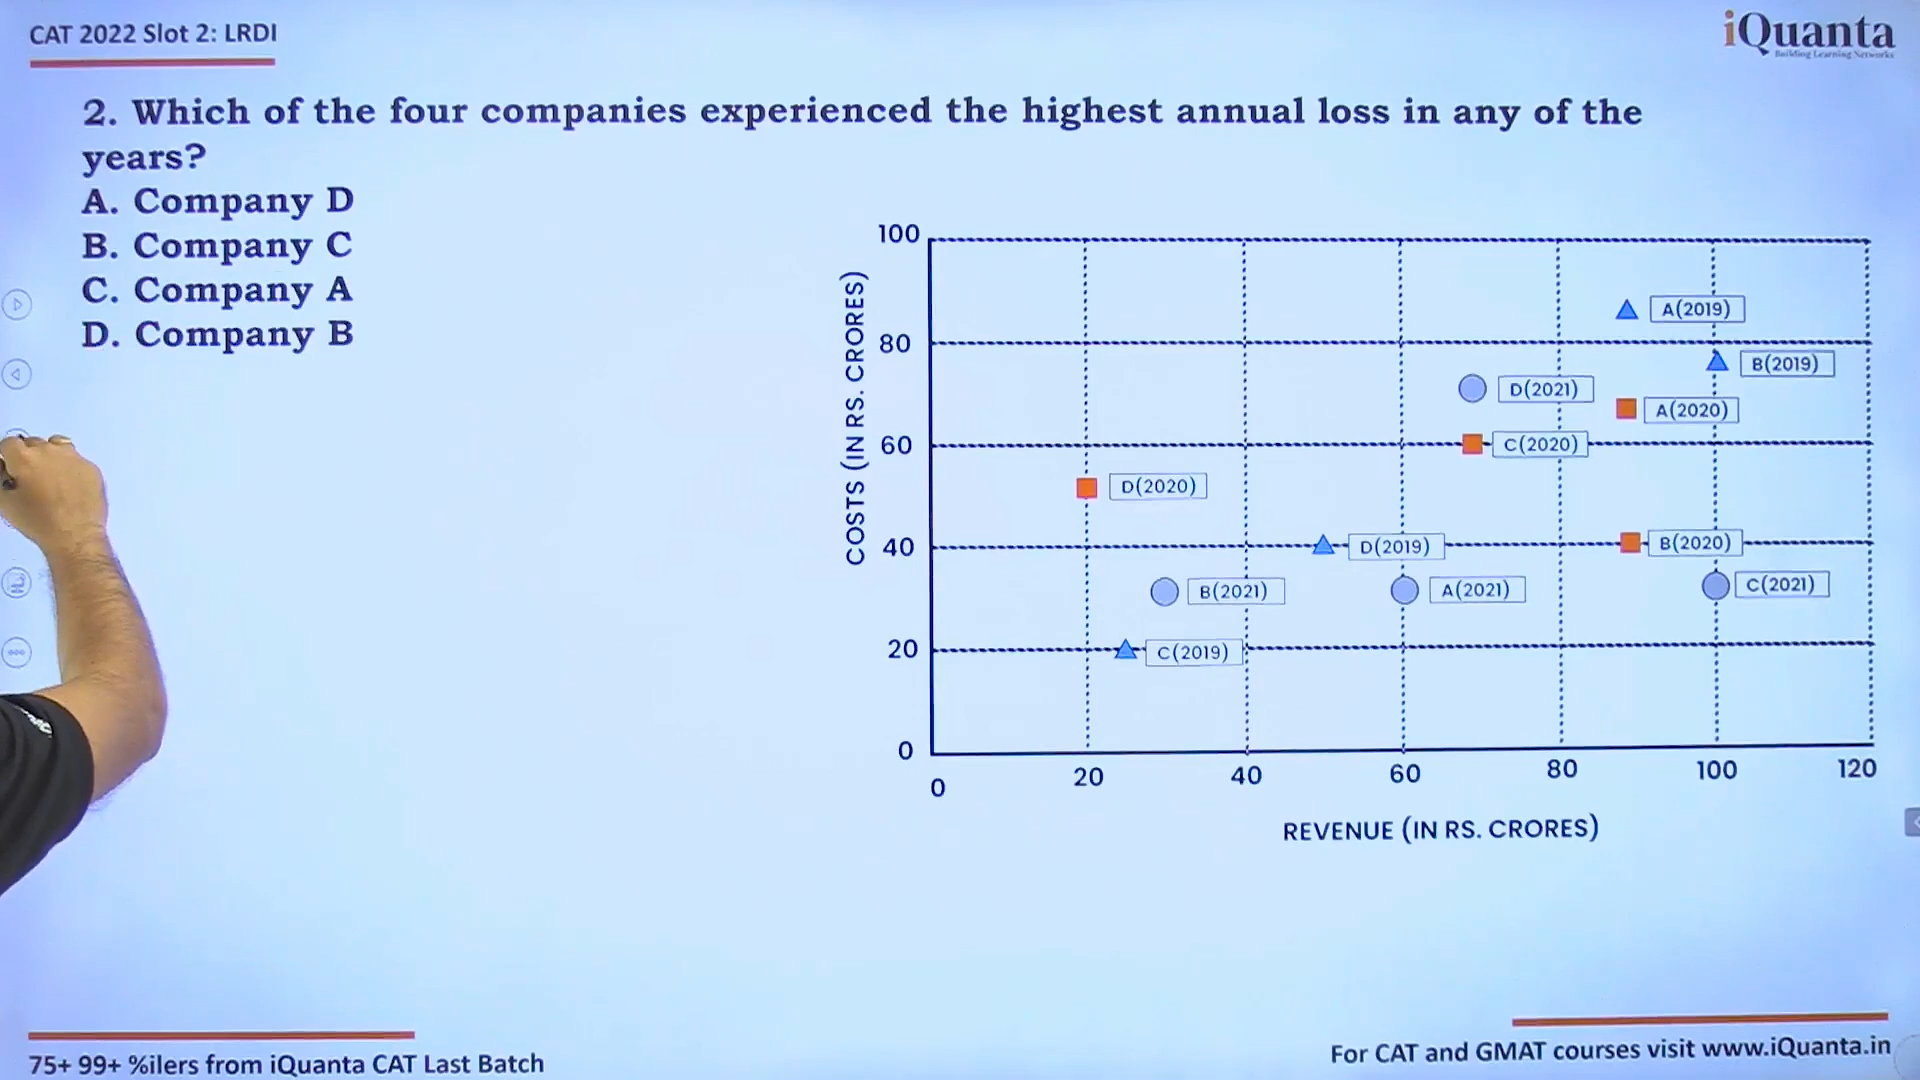 CAT 2022 Slot 2: LRDI
iQuanta
Building Learning Networks
2. Which of the four companies experienced the highest annual loss in any of the
years?
A. Company D
B. Company C
C. Company A
D. Company B
COSTS (IN RS. CRORES)
100
80
60
40
20
0
A(2019)
B(2019)
D(2021)
A(2020)
C(2020)
D(2020)
D(2019)
B(2020)
B(2021)
A(2021)
C(2021)
C(2019)
0
20
40
60
80
100
120
REVENUE (IN RS. CRORES)
75+ 99+ %ilers from iQuanta CAT Last Batch
For CAT and GMAT courses visit www.iQuanta.in